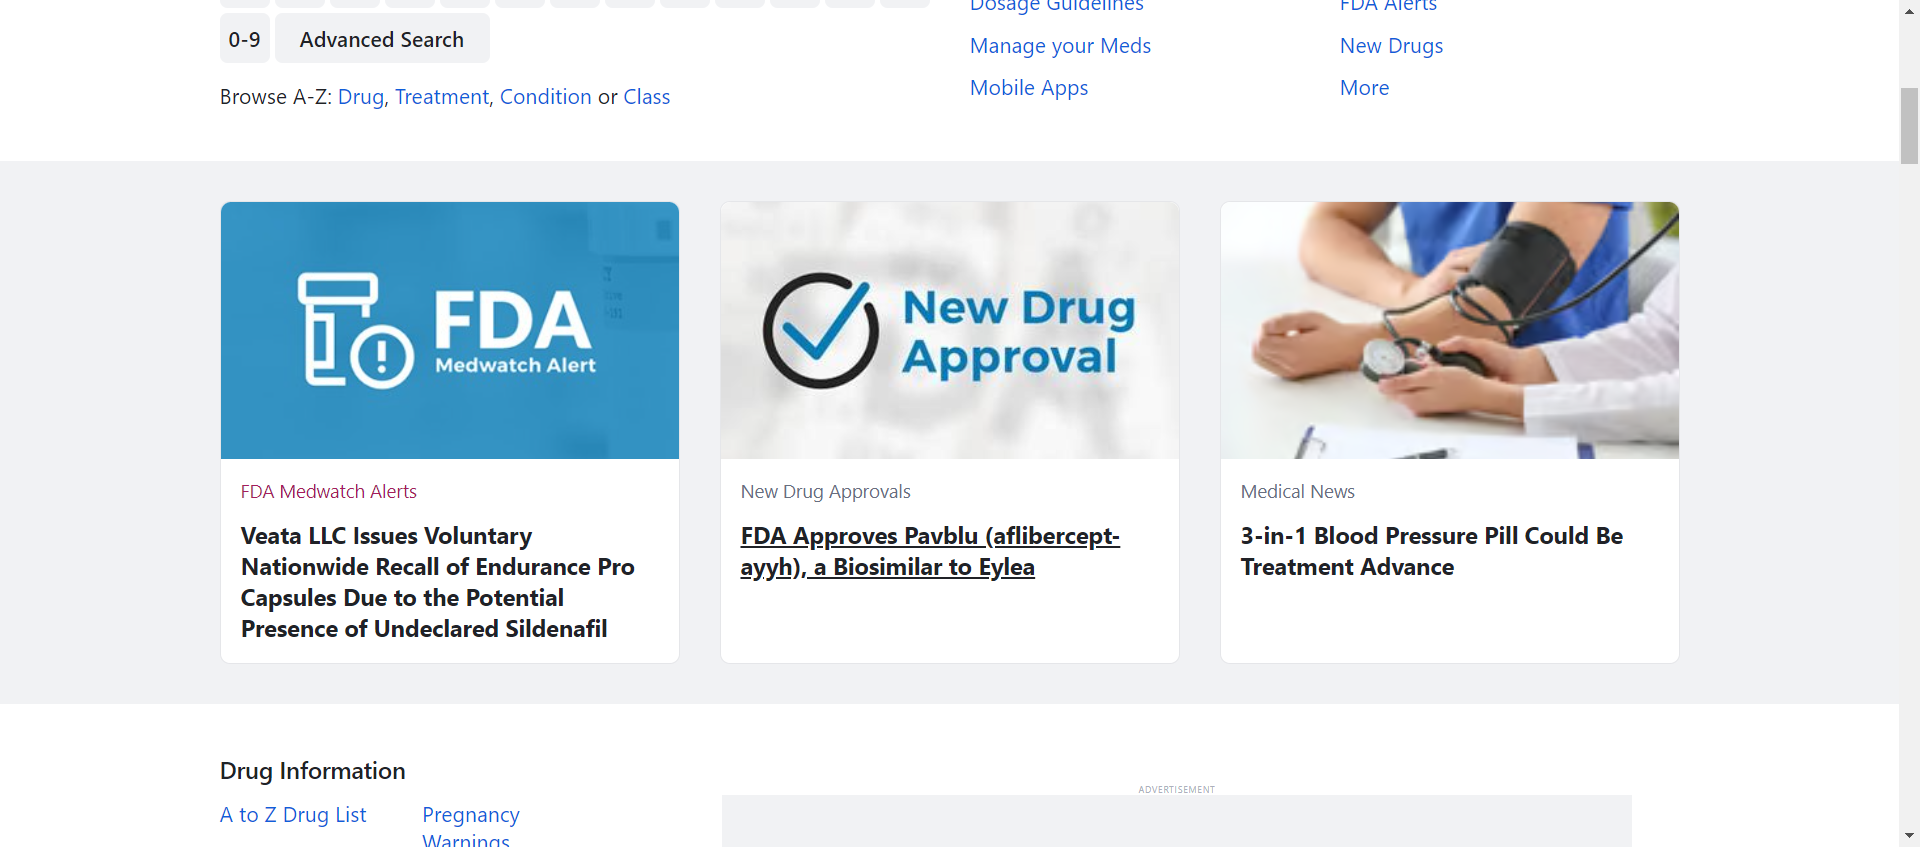 Dosage Guidelines
FDA Alerts
0-9
Advanced Search
Manage your Meds
New Drugs
Mobile Apps
More
Browse A-Z: Drug, Treatment, Condition or Class
FDA
Medwatch Alert
New Drug
Approval
FDA Medwatch Alerts
Veata LLC Issues Voluntary
Nationwide Recall of Endurance Pro
Capsules Due to the Potential
Presence of Undeclared Sildenafil
New Drug Approvals
FDA Approves Pavblu (aflibercept-
ayyh), a Biosimilar to Eylea
Medical News
3-in-1 Blood Pressure Pill Could Be
Treatment Advance
Drug Information
A to Z Drug List
Pregnancy
Warnings
ADVERTISEMENT